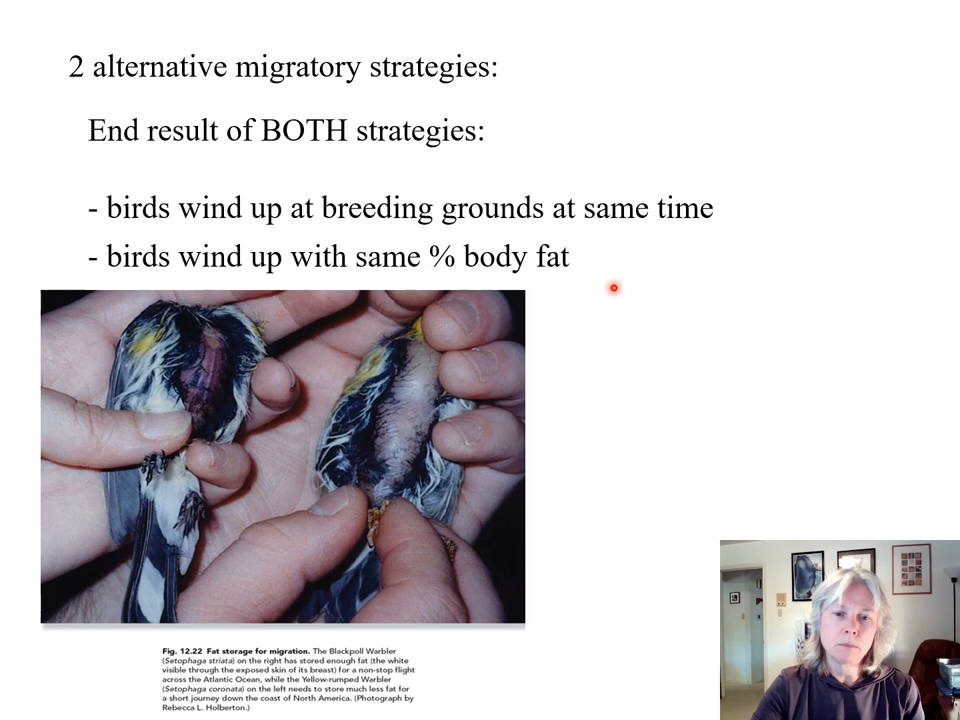 2 alternative migratory strategies:
End result of BOTH strategies:
- birds wind up at breeding grounds at same time
- birds wind up with same % body fat
Fig. 12.22 Fat storage for migration. The Blackpoll Warbler
(Setophaga striata) on the right has stored enough fat (the white
visible through the exposed skin of its breast) for a non-stop flight
across the Atlantic Ocean, while the Yellow-rumped Warbler
(Setophaga coronata) on the left needs to store much less fat for
a short journey down the coast of North America. (Photograph by
Rebecca L. Holberton.)